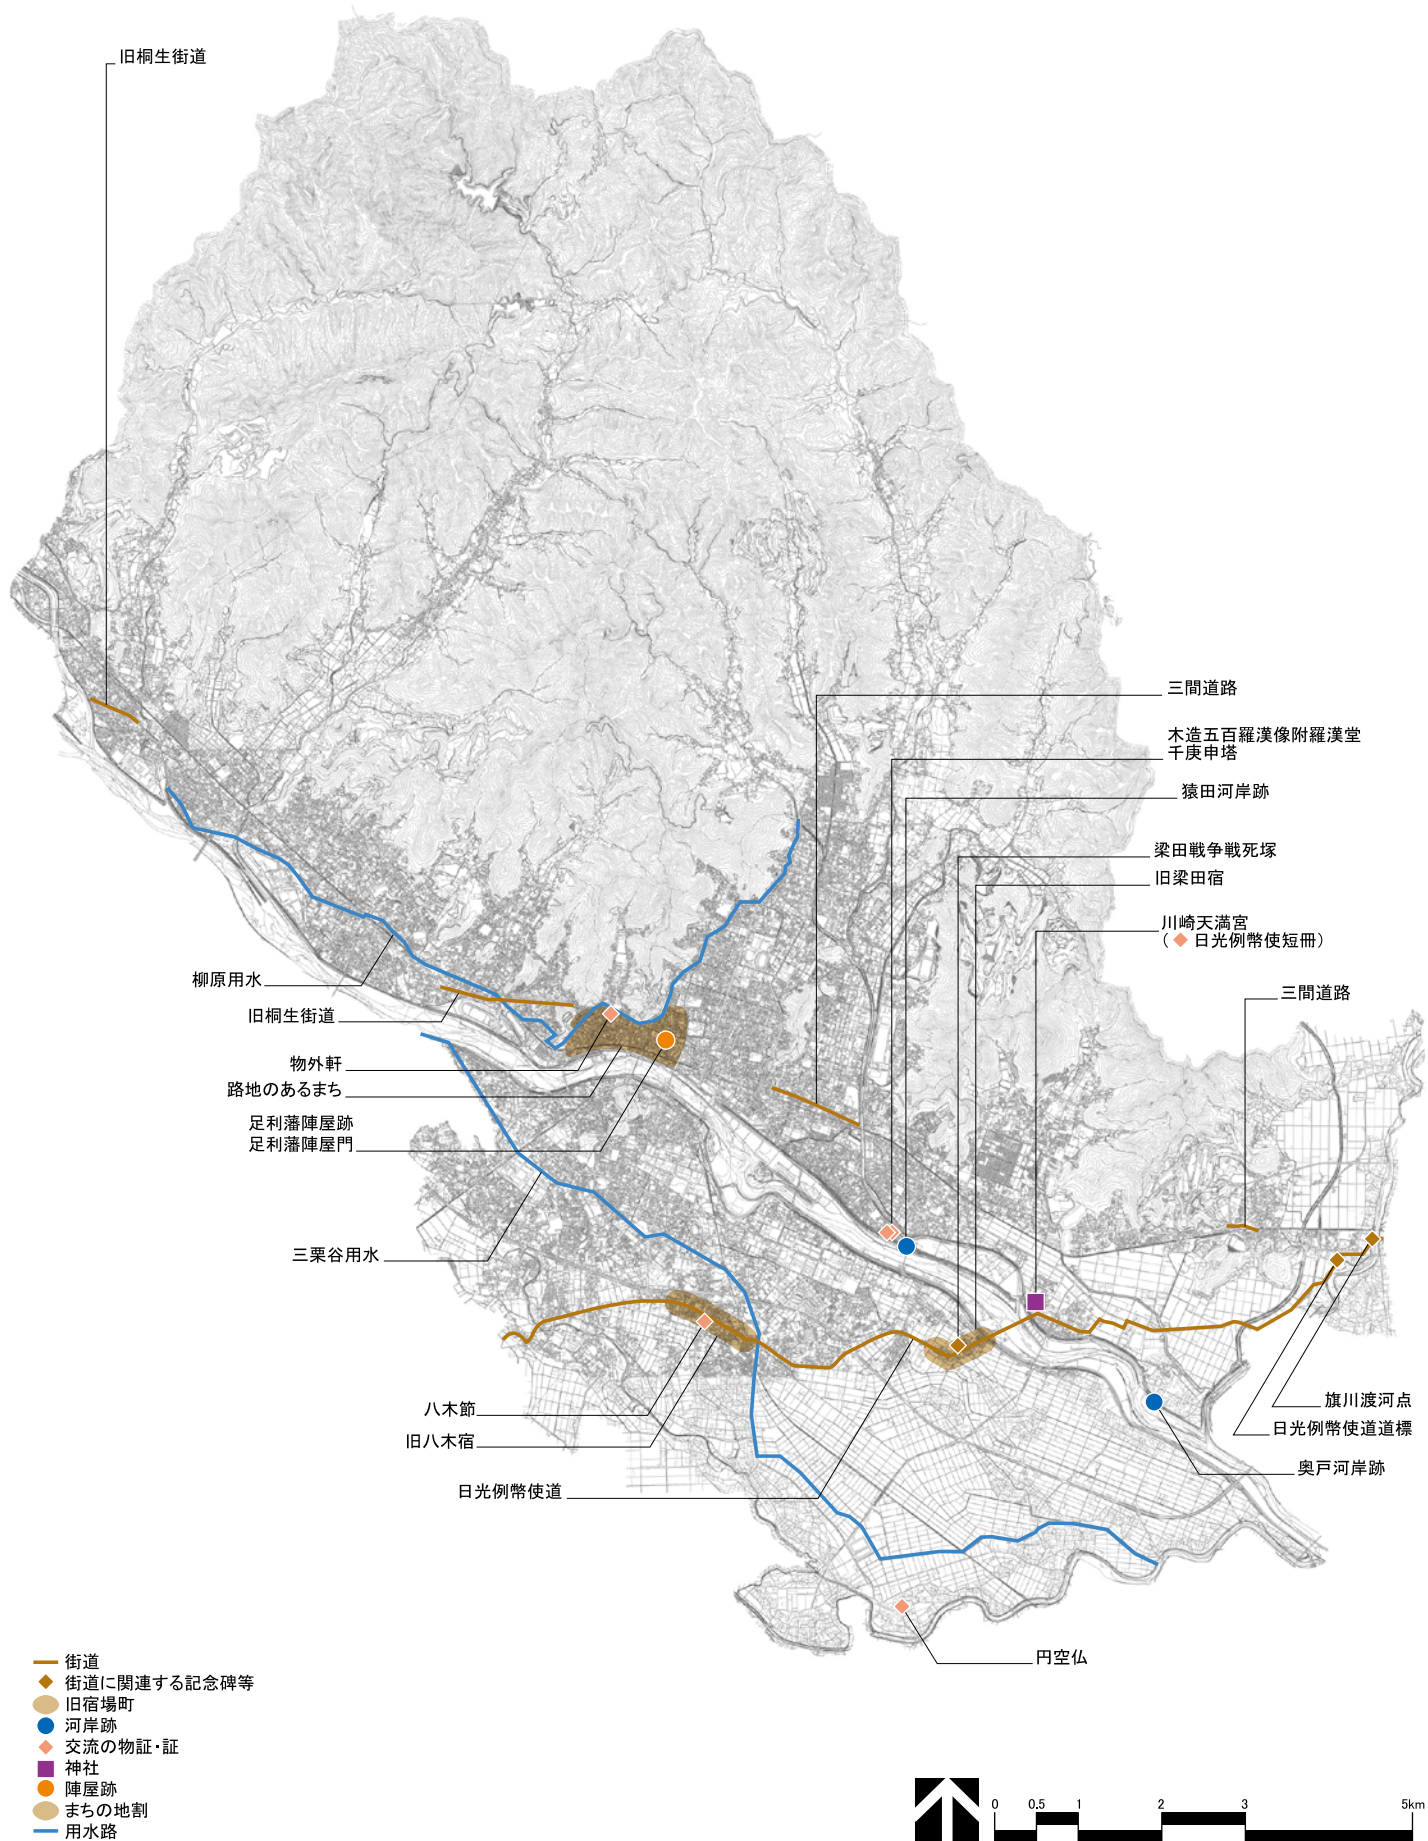 旧桐生街道
三間道路
木造五百羅漢像附羅漢堂
千庚申塔
猿田河岸跡
梁田戦争戦死塚
旧梁田宿
川崎天満宮
(◆日光例幣使短冊)
三間道路
柳原用水
旧桐生街道
物外軒
路地のあるまち
足利藩陣屋跡
足利藩陣屋門
三栗谷用水
八木節
旧八木宿
日光例幣使道
旗川渡河点
日光例幣使道道標
奥戸河岸跡
円空仏
街道
街道に関連する記念碑等
旧宿場町
河岸跡
交流の物証・証
神社
陣屋跡
まちの地割
用水路
0 0.5 1 2 3 5km